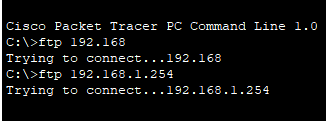 Cisco Packet Tracer PC Command Line 1.0
C:\>ftp 192.168
Trying to connect...192.168
C:\>ftp 192.168.1.254
Trying to connect...192.168.1.254